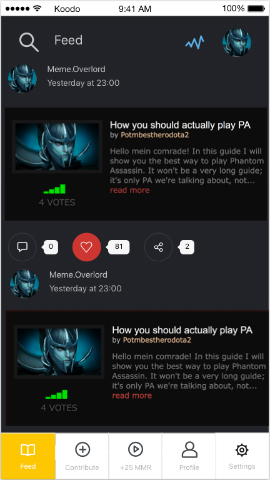 Koodo 9:41 AM 100%
Feed
Meme.Overlord
Yesterday at 23:00
How you should actually play PA
by Potmbestherodota2
Hello mein comrade! In this guide I will
show you the best way to play Phantom
Assassin. It won't be a very long guide;
it's only PA we're talking about, not...
read more
4 VOTES
0 81 2
Meme.Overlord
Yesterday at 23:00
How you should actually play PA
by Potmbestherodota2
Hello mein comrade! In this guide I will
show you the best way to play Phantom
Assassin. It won't be a very long guide;
it's only PA we're talking about, not...
read more
4 VOTES
Feed Contribute +25 MMR Profile Settings